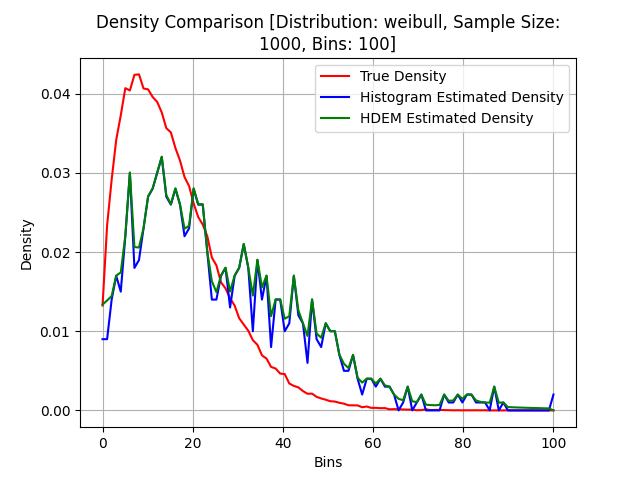 Density Comparison [Distribution: weibull, Sample Size:
1000, Bins: 100]
True Density
Histogram Estimated Density
HDEM Estimated Density
Density
0.04
0.03
0.02
0.01
0.00
0 20 40 60 80 100
Bins